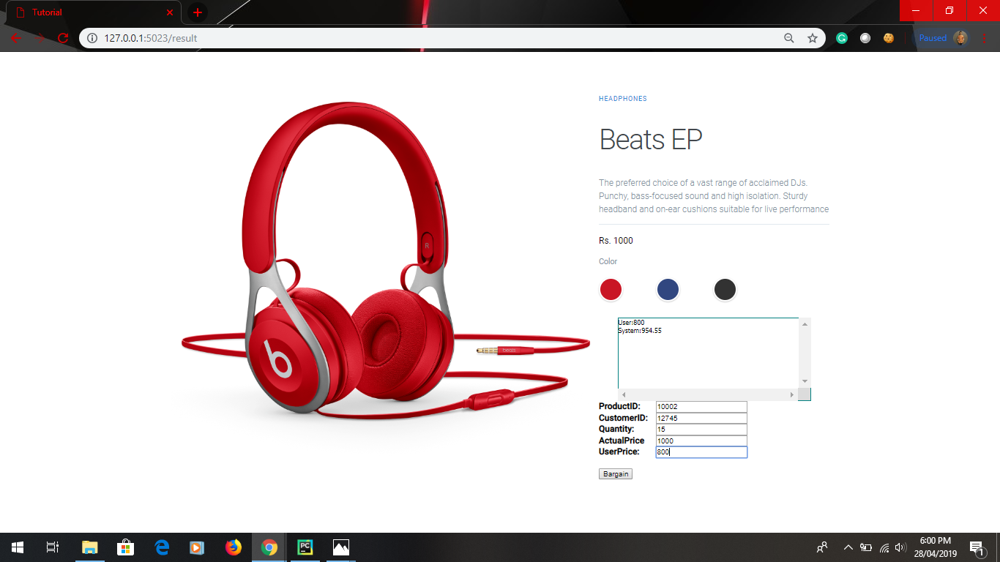 Tutorial
127.0.0.1:5023/result
Paused
HEADPHONES
Beats EP
The preferred choice of a vast range of acclaimed DJs.
Punchy, bass-focused sound and high isolation. Sturdy
headband and on-ear cushions suitable for live performance
Rs. 1000
Color
R
beats
b
User:800
System:954.55
ProductID: 10002
CustomerID: 12745
Quantity: 15
ActualPrice 1000
UserPrice: 800
Bargain
PC
6:00 PM
28/04/2019
1